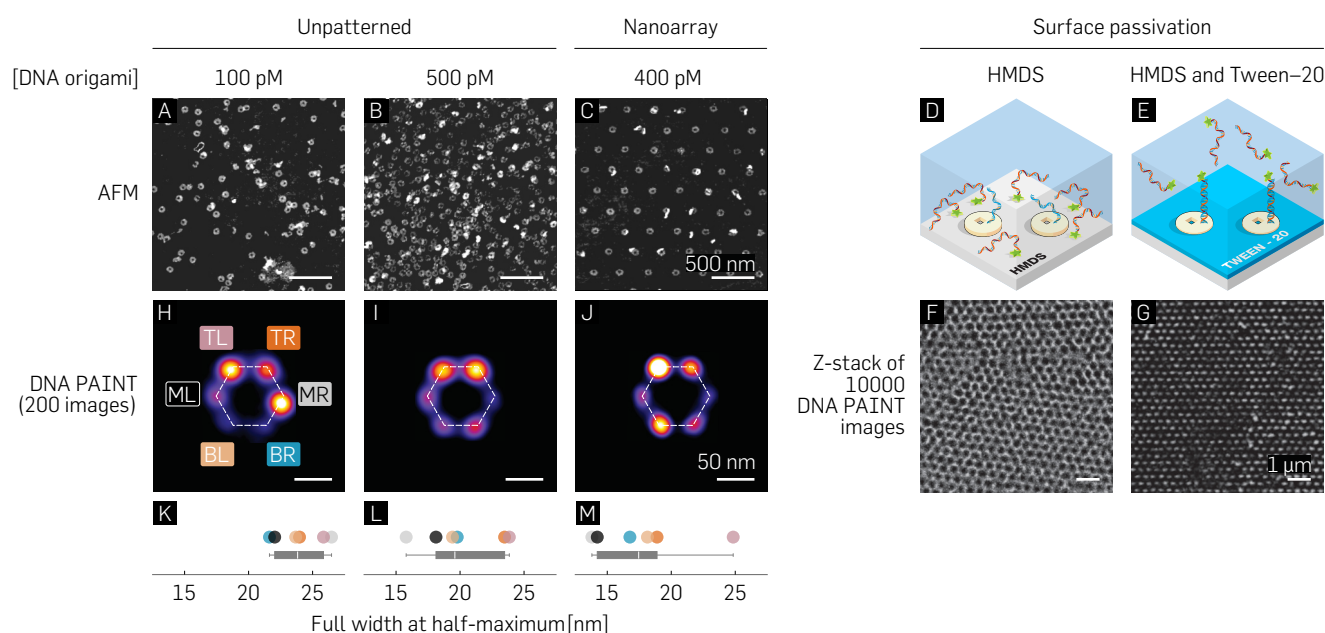 Unpatterned
Nanoarray
Surface passivation
[DNA origami]
100 pM
500 pM
400 pM
HMDS
HMDS and Tween–20
A
B
C
D
E
AFM
500 nm
HMDS
TWEEN - 20
H
I
J
F
G
TL
TR
ML
MR
BL
BR
DNA PAINT
(200 images)
50 nm
Z-stack of
10000
DNA PAINT
images
1 µm
K
L
M
15 20 25
15 20 25
15 20 25
Full width at half-maximum[nm]